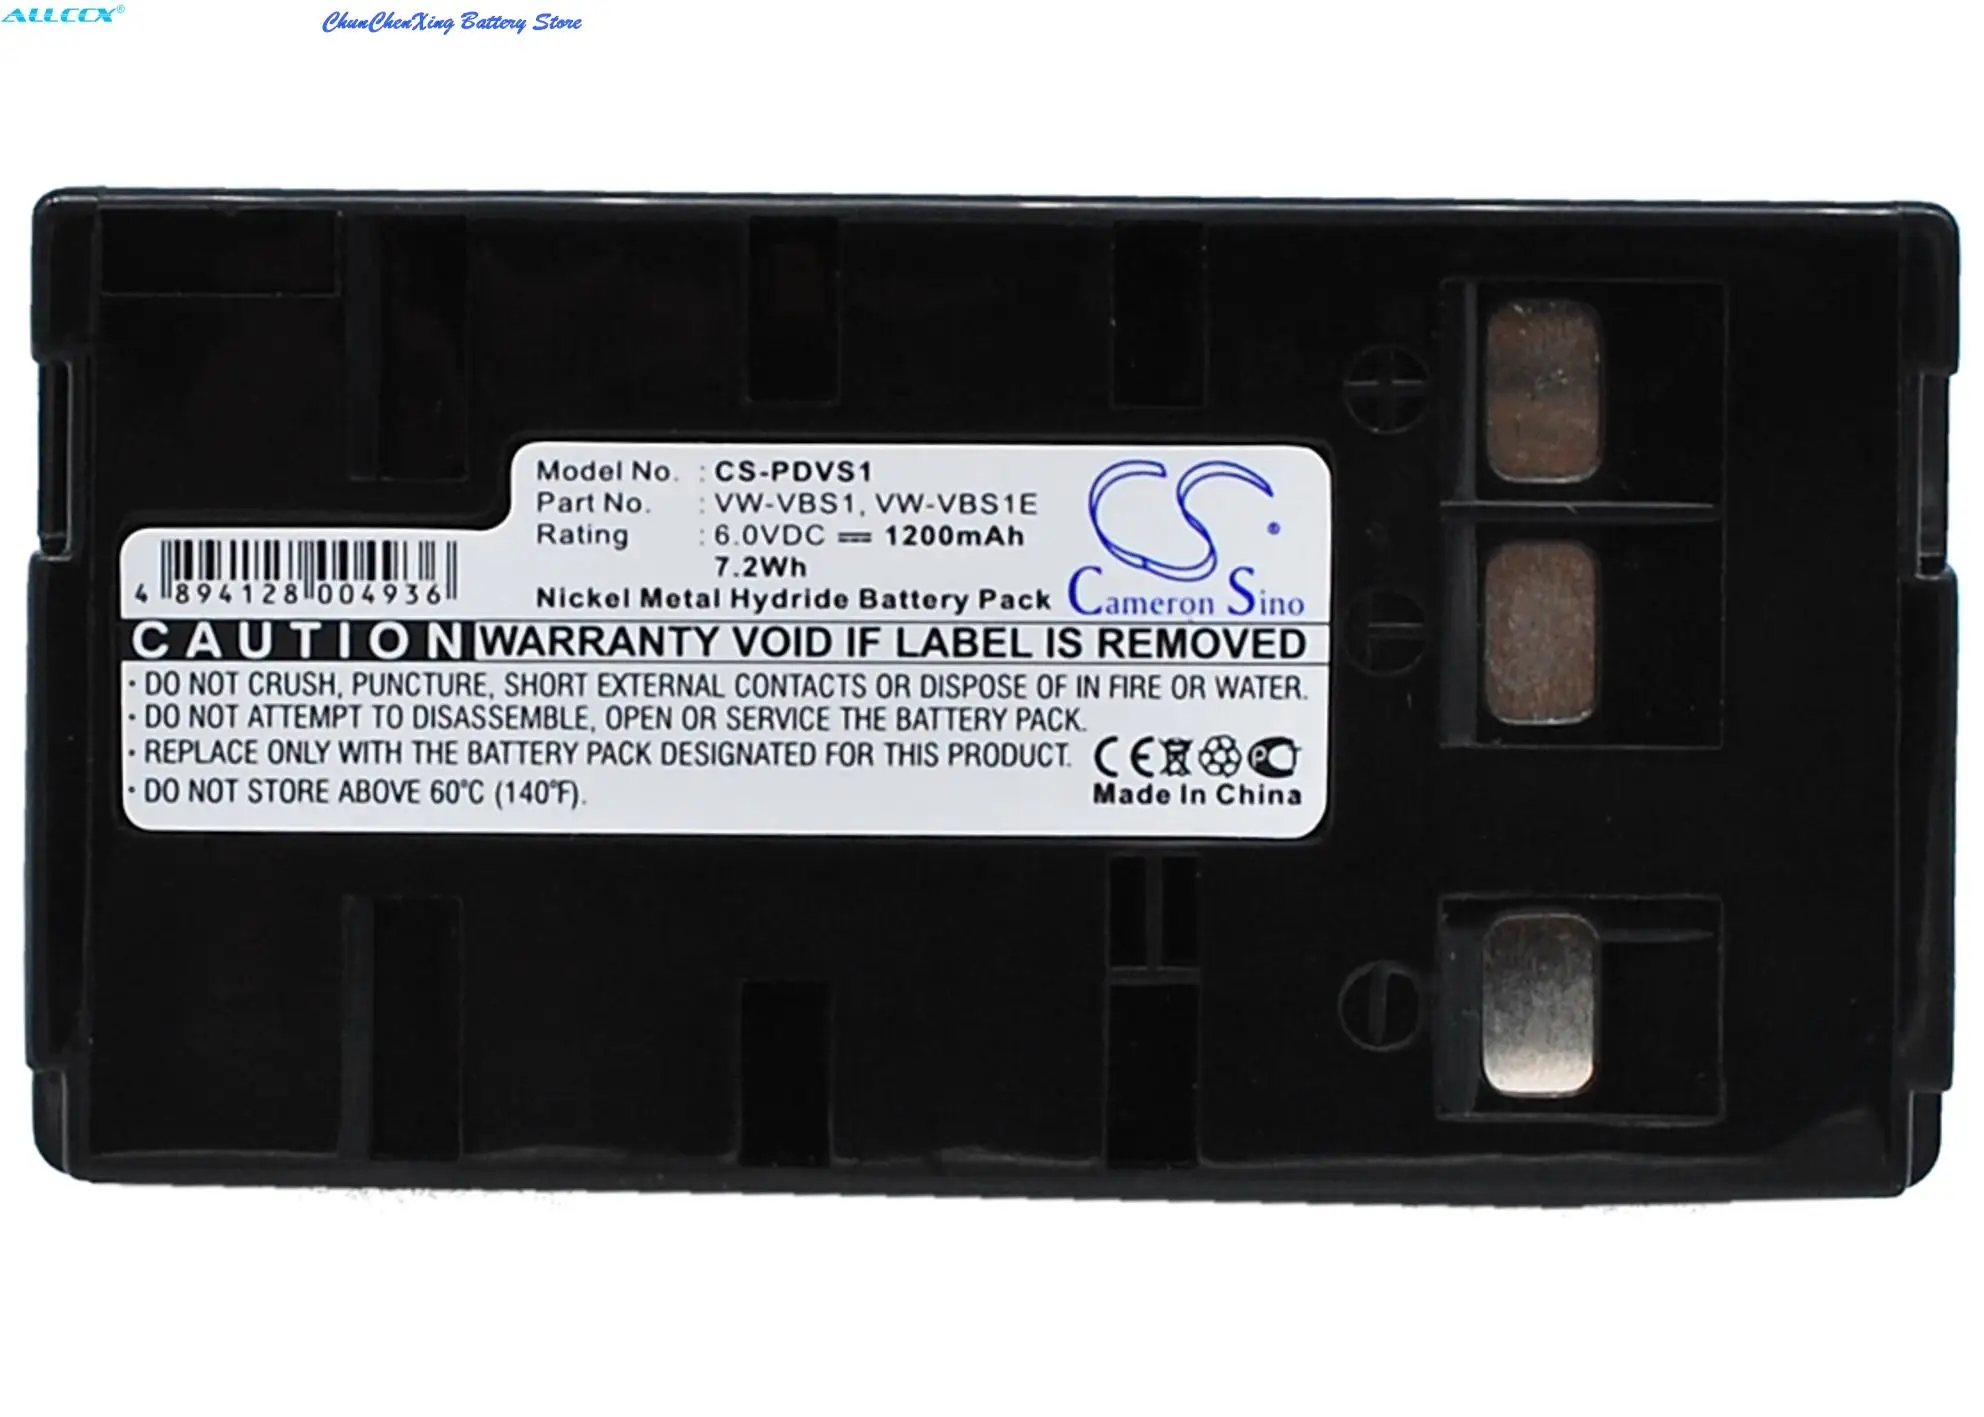 ALLCCX®
ChunChenXing Battery Store
Model No. : CS-PDVS1
Part No. : VW-VBS1, VW-VBS1E
Rating : 6.0VDC ⎓ 1200mAh
7.2Wh
Nickel Metal Hydride Battery Pack
CS®
Cameron Sino
4 894128 004936
CAUTION WARRANTY VOID IF LABEL IS REMOVED
· DO NOT CRUSH, PUNCTURE, SHORT EXTERNAL CONTACTS OR DISPOSE OF IN FIRE OR WATER.
· DO NOT ATTEMPT TO DISASSEMBLE, OPEN OR SERVICE THE BATTERY PACK.
· REPLACE ONLY WITH THE BATTERY PACK DESIGNATED FOR THIS PRODUCT.
· DO NOT STORE ABOVE 60°C (140°F).
CE
Made In China